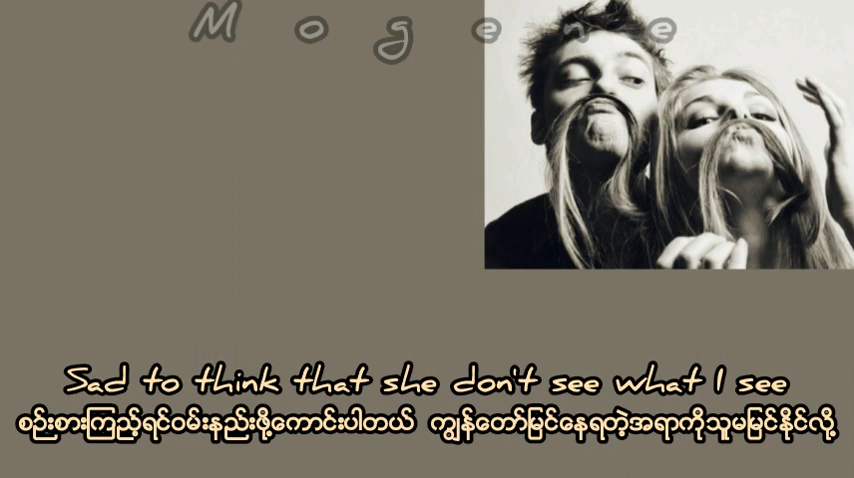 Mogene
Sad to think that she don't see what I see
စဉ်းစားကြည့်ရင်ဝမ်းနည်းဖို့ကောင်းပါတယ် ကျွန်တော်မြင်နေရတဲ့အရာကိုသူမမြင်နိုင်လို့